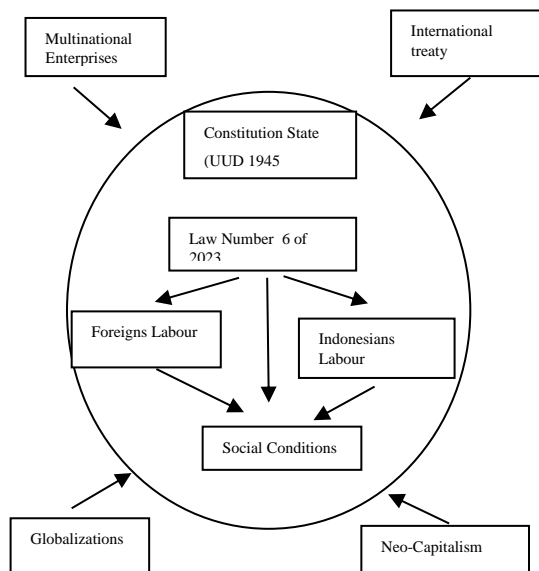 Multinational
Enterprises
International
treaty
Constitution State
(UUD 1945
Law Number 6 of
2023
Foreigns Labour
Indonesians
Labour
Social Conditions
Globalizations
Neo-Capitalism